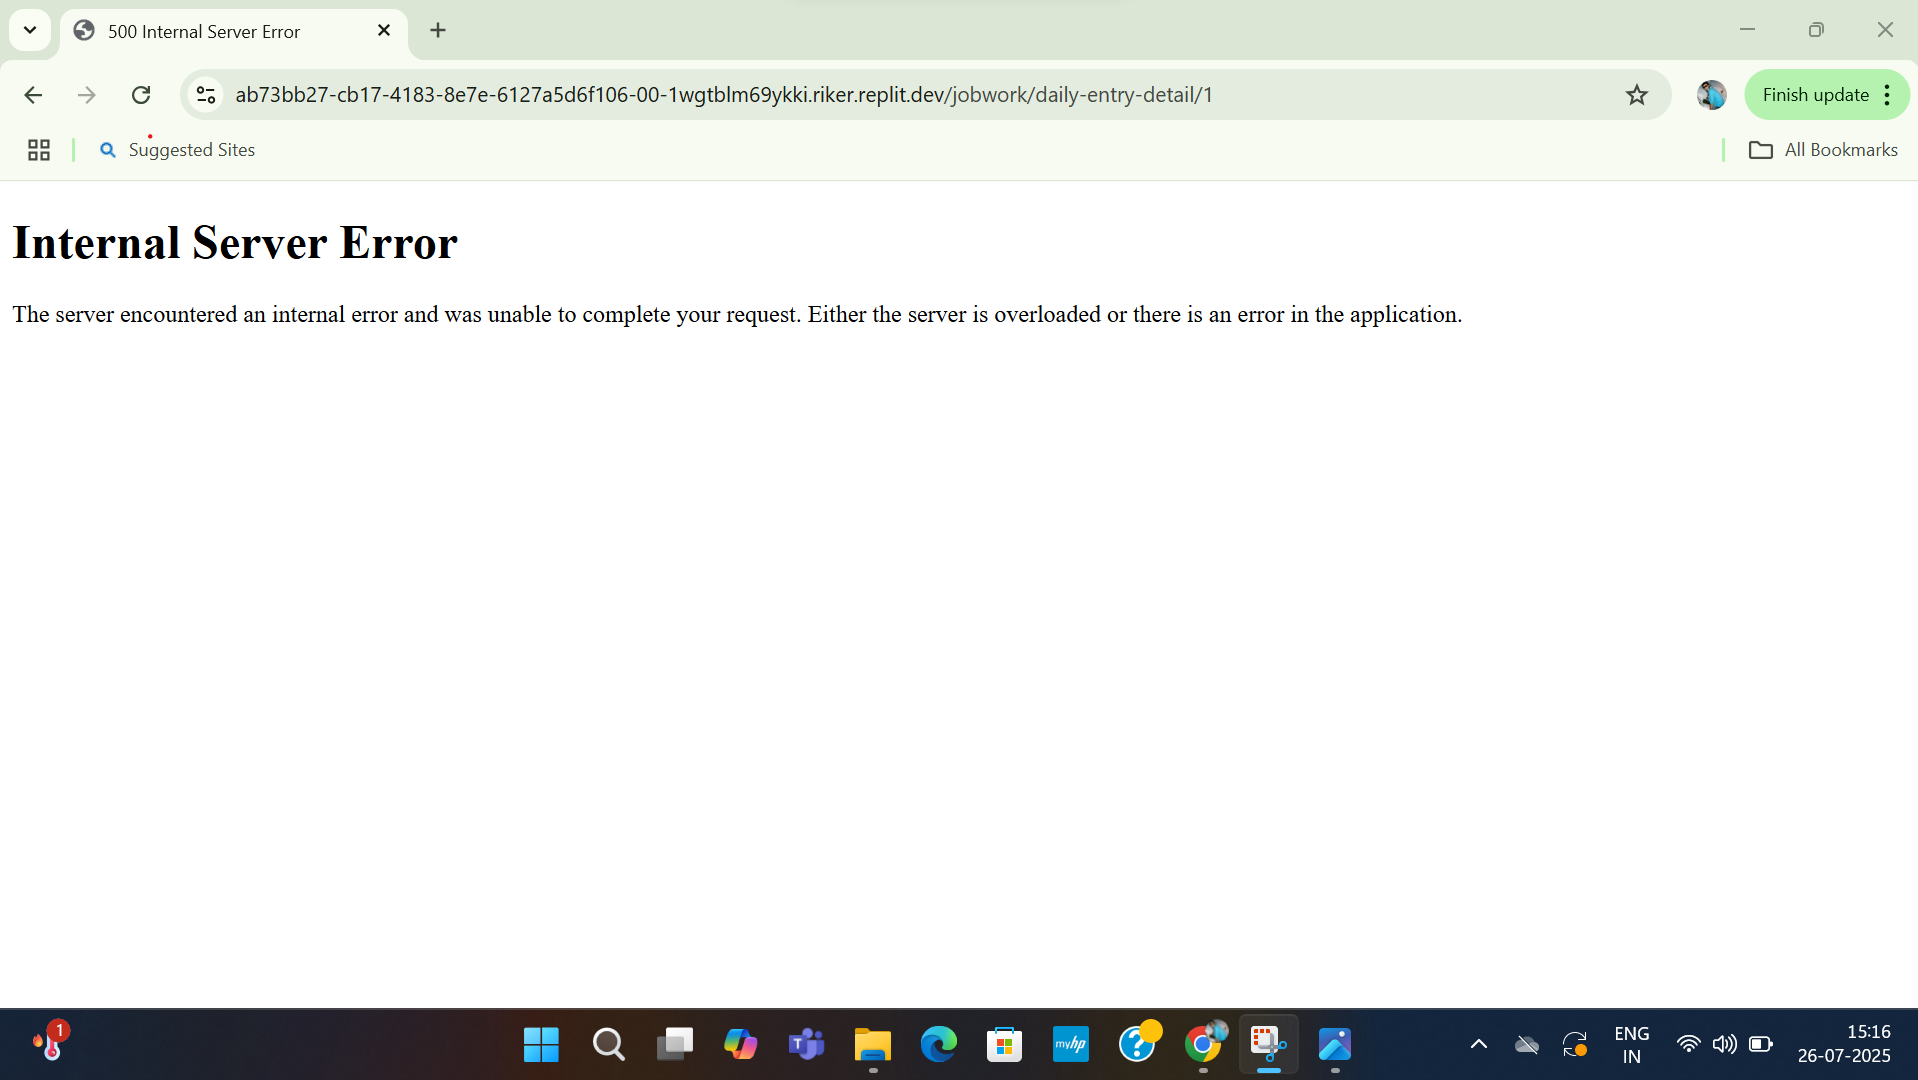 500 Internal Server Error
ab73bb27-cb17-4183-8e7e-6127a5d6f106-00-1wgtblm69ykki.riker.replit.dev/jobwork/daily-entry-detail/1
Finish update
Suggested Sites
All Bookmarks
Internal Server Error
The server encountered an internal error and was unable to complete your request. Either the server is overloaded or there is an error in the application.
1
T
myhp
?
ENG
IN
15:16
26-07-2025